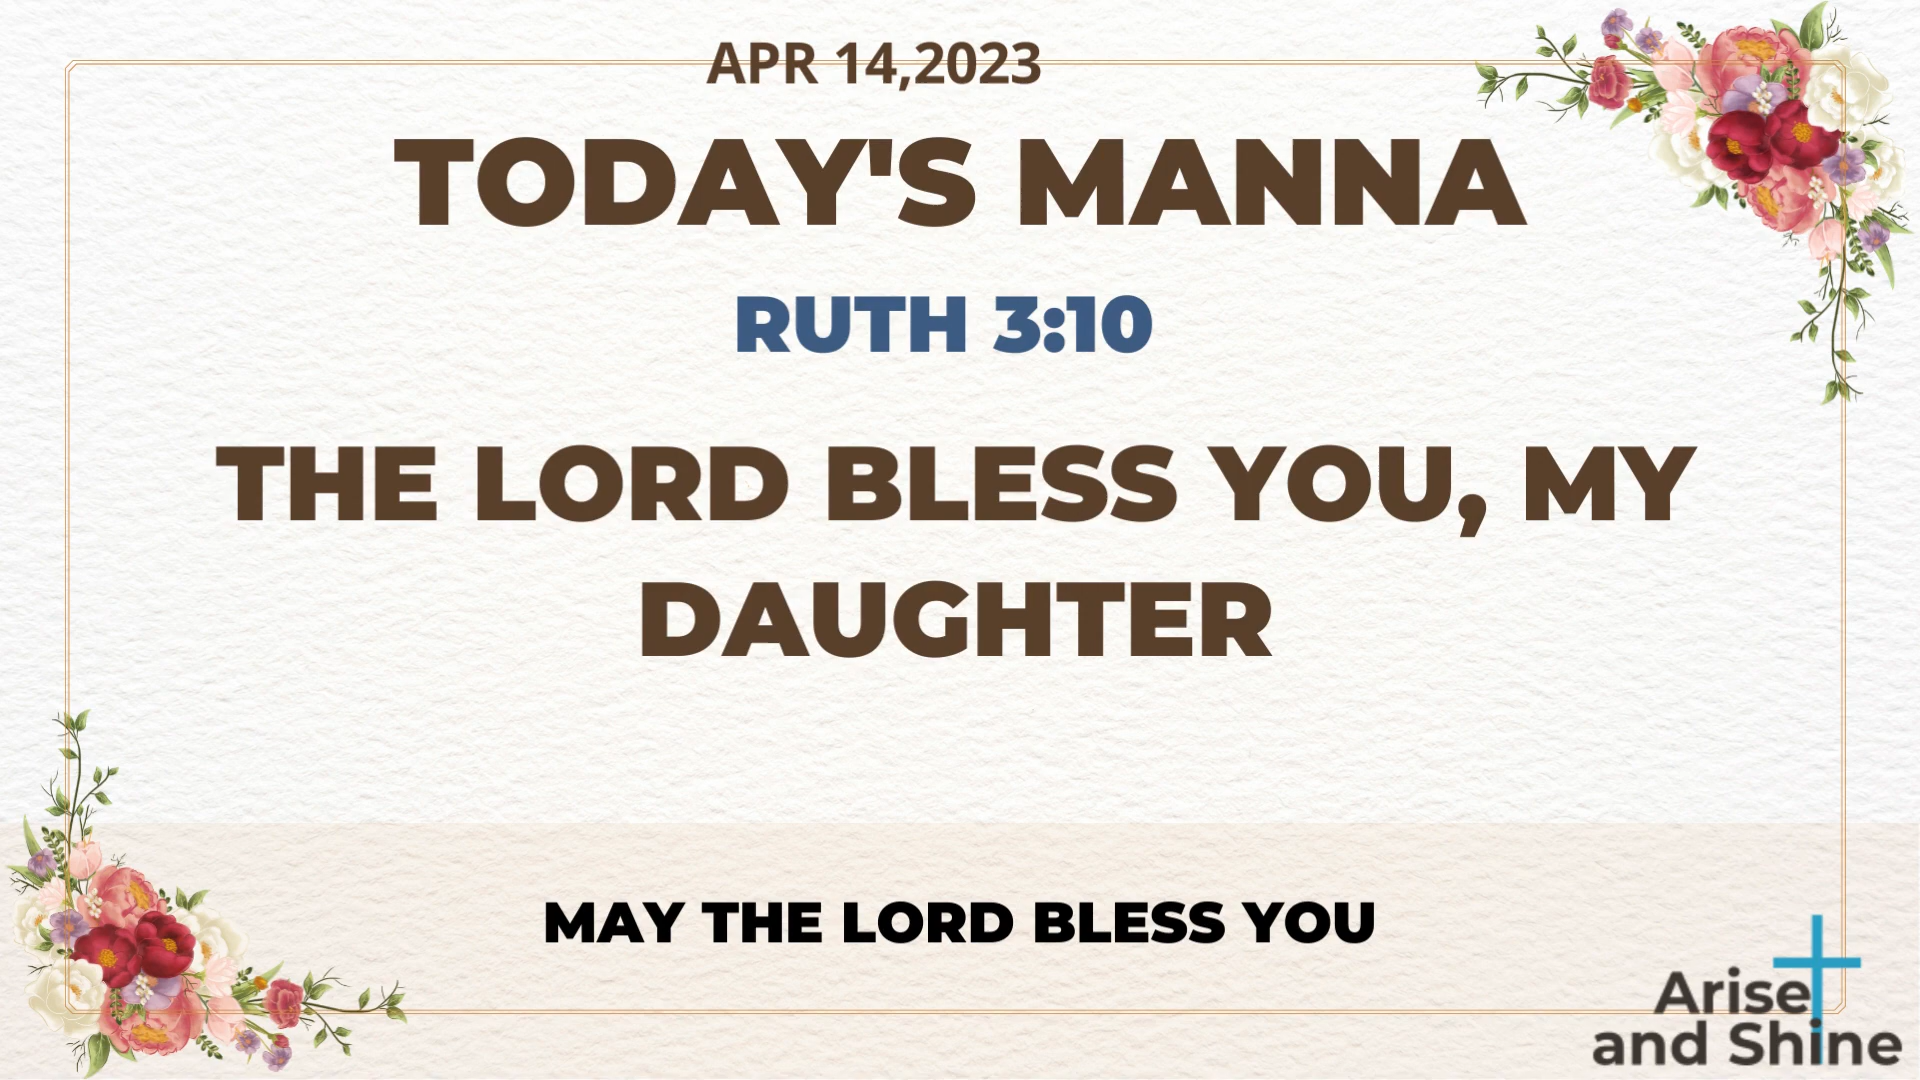 APR 14,2023
TODAY'S MANNA
RUTH 3:10
THE LORD BLESS YOU, MY
DAUGHTER
MAY THE LORD BLESS YOU
Arise
and Shine